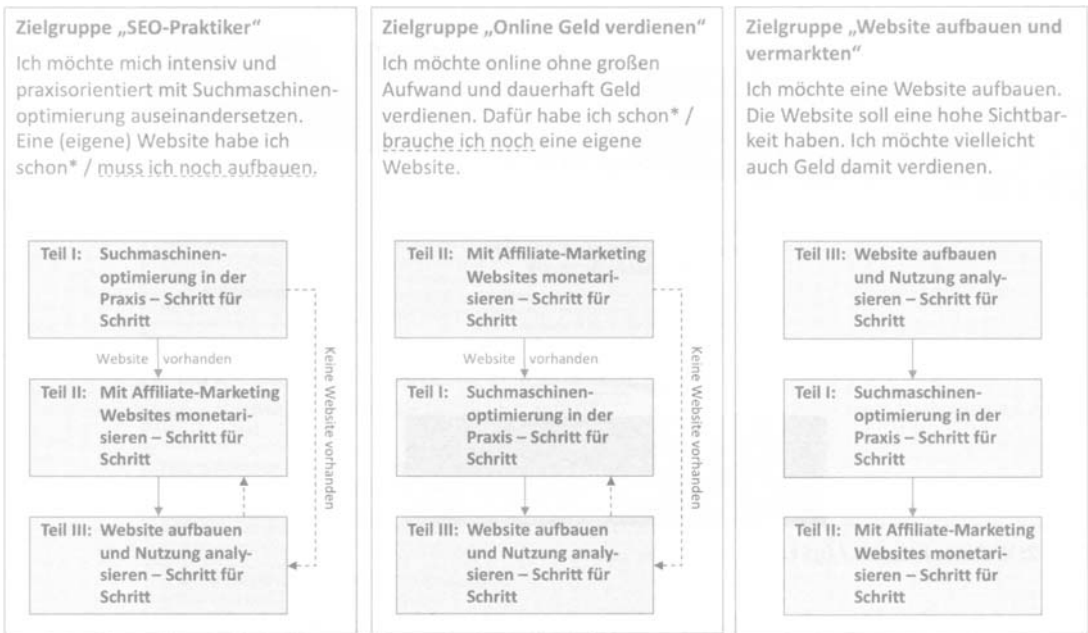 Zielgruppe „SEO-Praktiker“
Ich möchte mich intensiv und
praxisorientiert mit Suchmaschinen-
optimierung auseinandersetzen.
Eine (eigene) Website habe ich
schon* / muss ich noch aufbauen.
Teil I: Suchmaschinen-
optimierung in der
Praxis – Schritt für
Schritt
Website vorhanden
Teil II: Mit Affiliate-Marketing
Websites monetari-
sieren – Schritt für
Schritt
Teil III: Website aufbauen
und Nutzung analy-
sieren – Schritt für
Schritt
Keine Website vorhanden
Zielgruppe „Online Geld verdienen“
Ich möchte online ohne großen
Aufwand und dauerhaft Geld
verdienen. Dafür habe ich schon* /
brauche ich noch eine eigene
Website.
Teil II: Mit Affiliate-Marketing
Websites monetari-
sieren – Schritt für
Schritt
Website vorhanden
Teil I: Suchmaschinen-
optimierung in der
Praxis – Schritt für
Schritt
Teil III: Website aufbauen
und Nutzung analy-
sieren – Schritt für
Schritt
Keine Website vorhanden
Zielgruppe „Website aufbauen und
vermarkten“
Ich möchte eine Website aufbauen.
Die Website soll eine hohe Sichtbar-
keit haben. Ich möchte vielleicht
auch Geld damit verdienen.
Teil III: Website aufbauen
und Nutzung analy-
sieren – Schritt für
Schritt
Teil I: Suchmaschinen-
optimierung in der
Praxis – Schritt für
Schritt
Teil II: Mit Affiliate-Marketing
Websites monetari-
sieren – Schritt für
Schritt